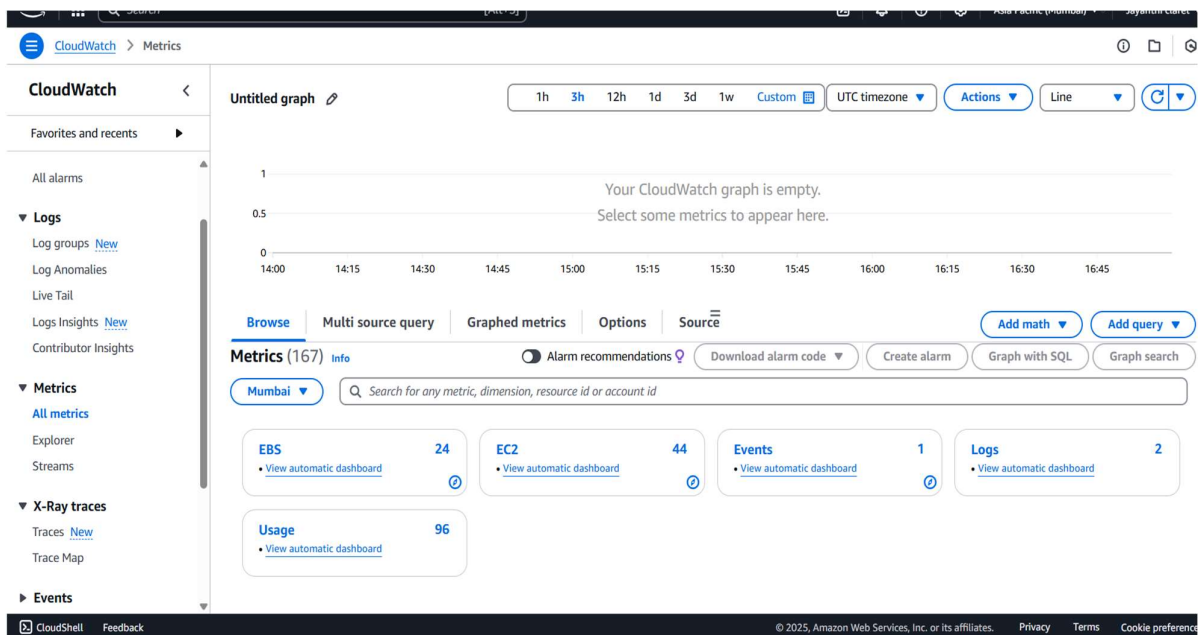 CloudWatch > Metrics
CloudWatch
Favorites and recents
All alarms
Logs
Log groups New
Log Anomalies
Live Tail
Logs Insights New
Contributor Insights
Metrics
All metrics
Explorer
Streams
X-Ray traces
Traces New
Trace Map
Events
Untitled graph
1h 3h 12h 1d 3d 1w Custom UTC timezone Actions Line
1
0.5
0
Your CloudWatch graph is empty.
Select some metrics to appear here.
14:00 14:15 14:30 14:45 15:00 15:15 15:30 15:45 16:00 16:15 16:30 16:45
Browse Multi source query Graphed metrics Options Source Add math Add query
Metrics (167) Info Alarm recommendations Download alarm code Create alarm Graph with SQL Graph search
Mumbai Search for any metric, dimension, resource id or account id
EBS 24
• View automatic dashboard
EC2 44
• View automatic dashboard
Events 1
• View automatic dashboard
Logs 2
• View automatic dashboard
Usage 96
• View automatic dashboard
CloudShell Feedback © 2025, Amazon Web Services, Inc. or its affiliates. Privacy Terms Cookie preference